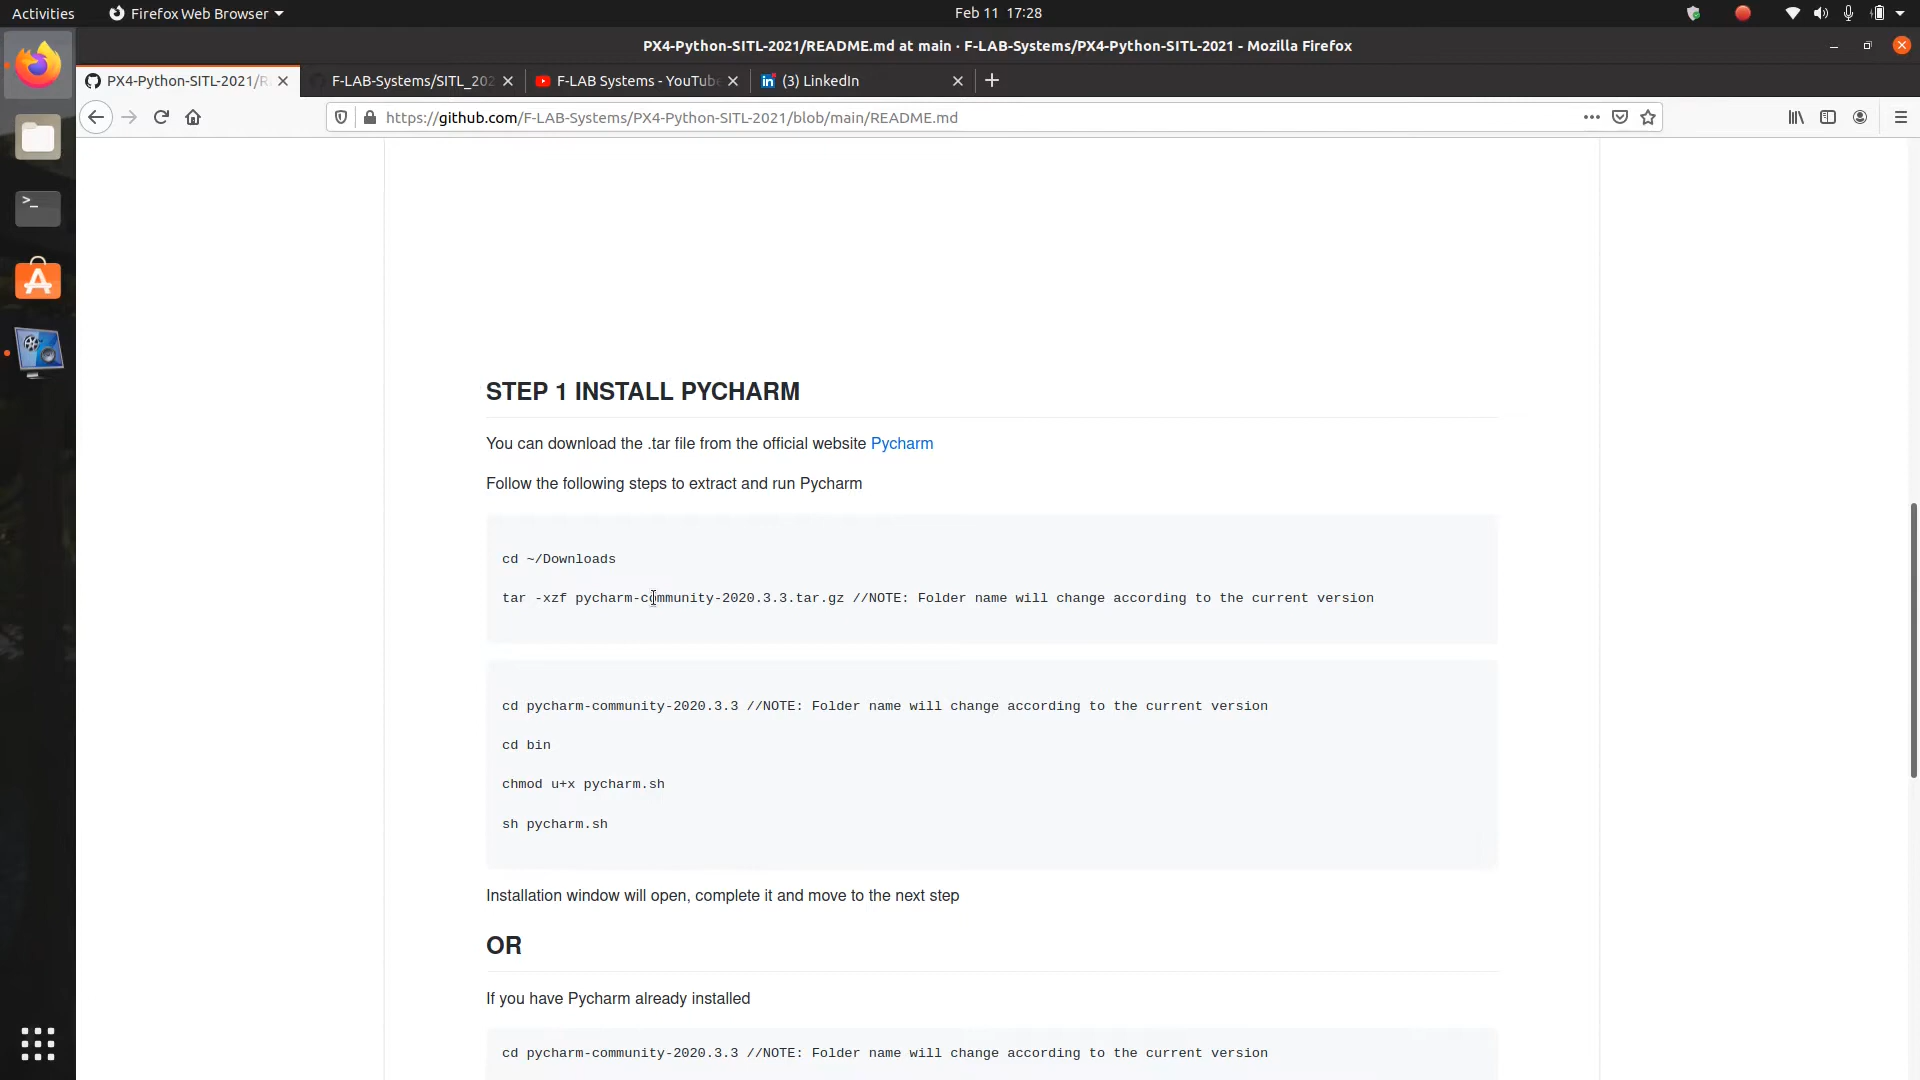 Activities
Firefox Web Browser
Feb 11 17:28
PX4-Python-SITL-2021/README.md at main · F-LAB-Systems/PX4-Python-SITL-2021 - Mozilla Firefox
PX4-Python-SITL-2021/R
F-LAB-Systems/SITL_202
F-LAB Systems - YouTube
in (3) LinkedIn
https://github.com/F-LAB-Systems/PX4-Python-SITL-2021/blob/main/README.md
>_
STEP 1 INSTALL PYCHARM
You can download the .tar file from the official website Pycharm
Follow the following steps to extract and run Pycharm
cd ~/Downloads
tar -xzf pycharm-community-2020.3.3.tar.gz //NOTE: Folder name will change according to the current version
cd pycharm-community-2020.3.3 //NOTE: Folder name will change according to the current version
cd bin
chmod u+x pycharm.sh
sh pycharm.sh
Installation window will open, complete it and move to the next step
OR
If you have Pycharm already installed
cd pycharm-community-2020.3.3 //NOTE: Folder name will change according to the current version